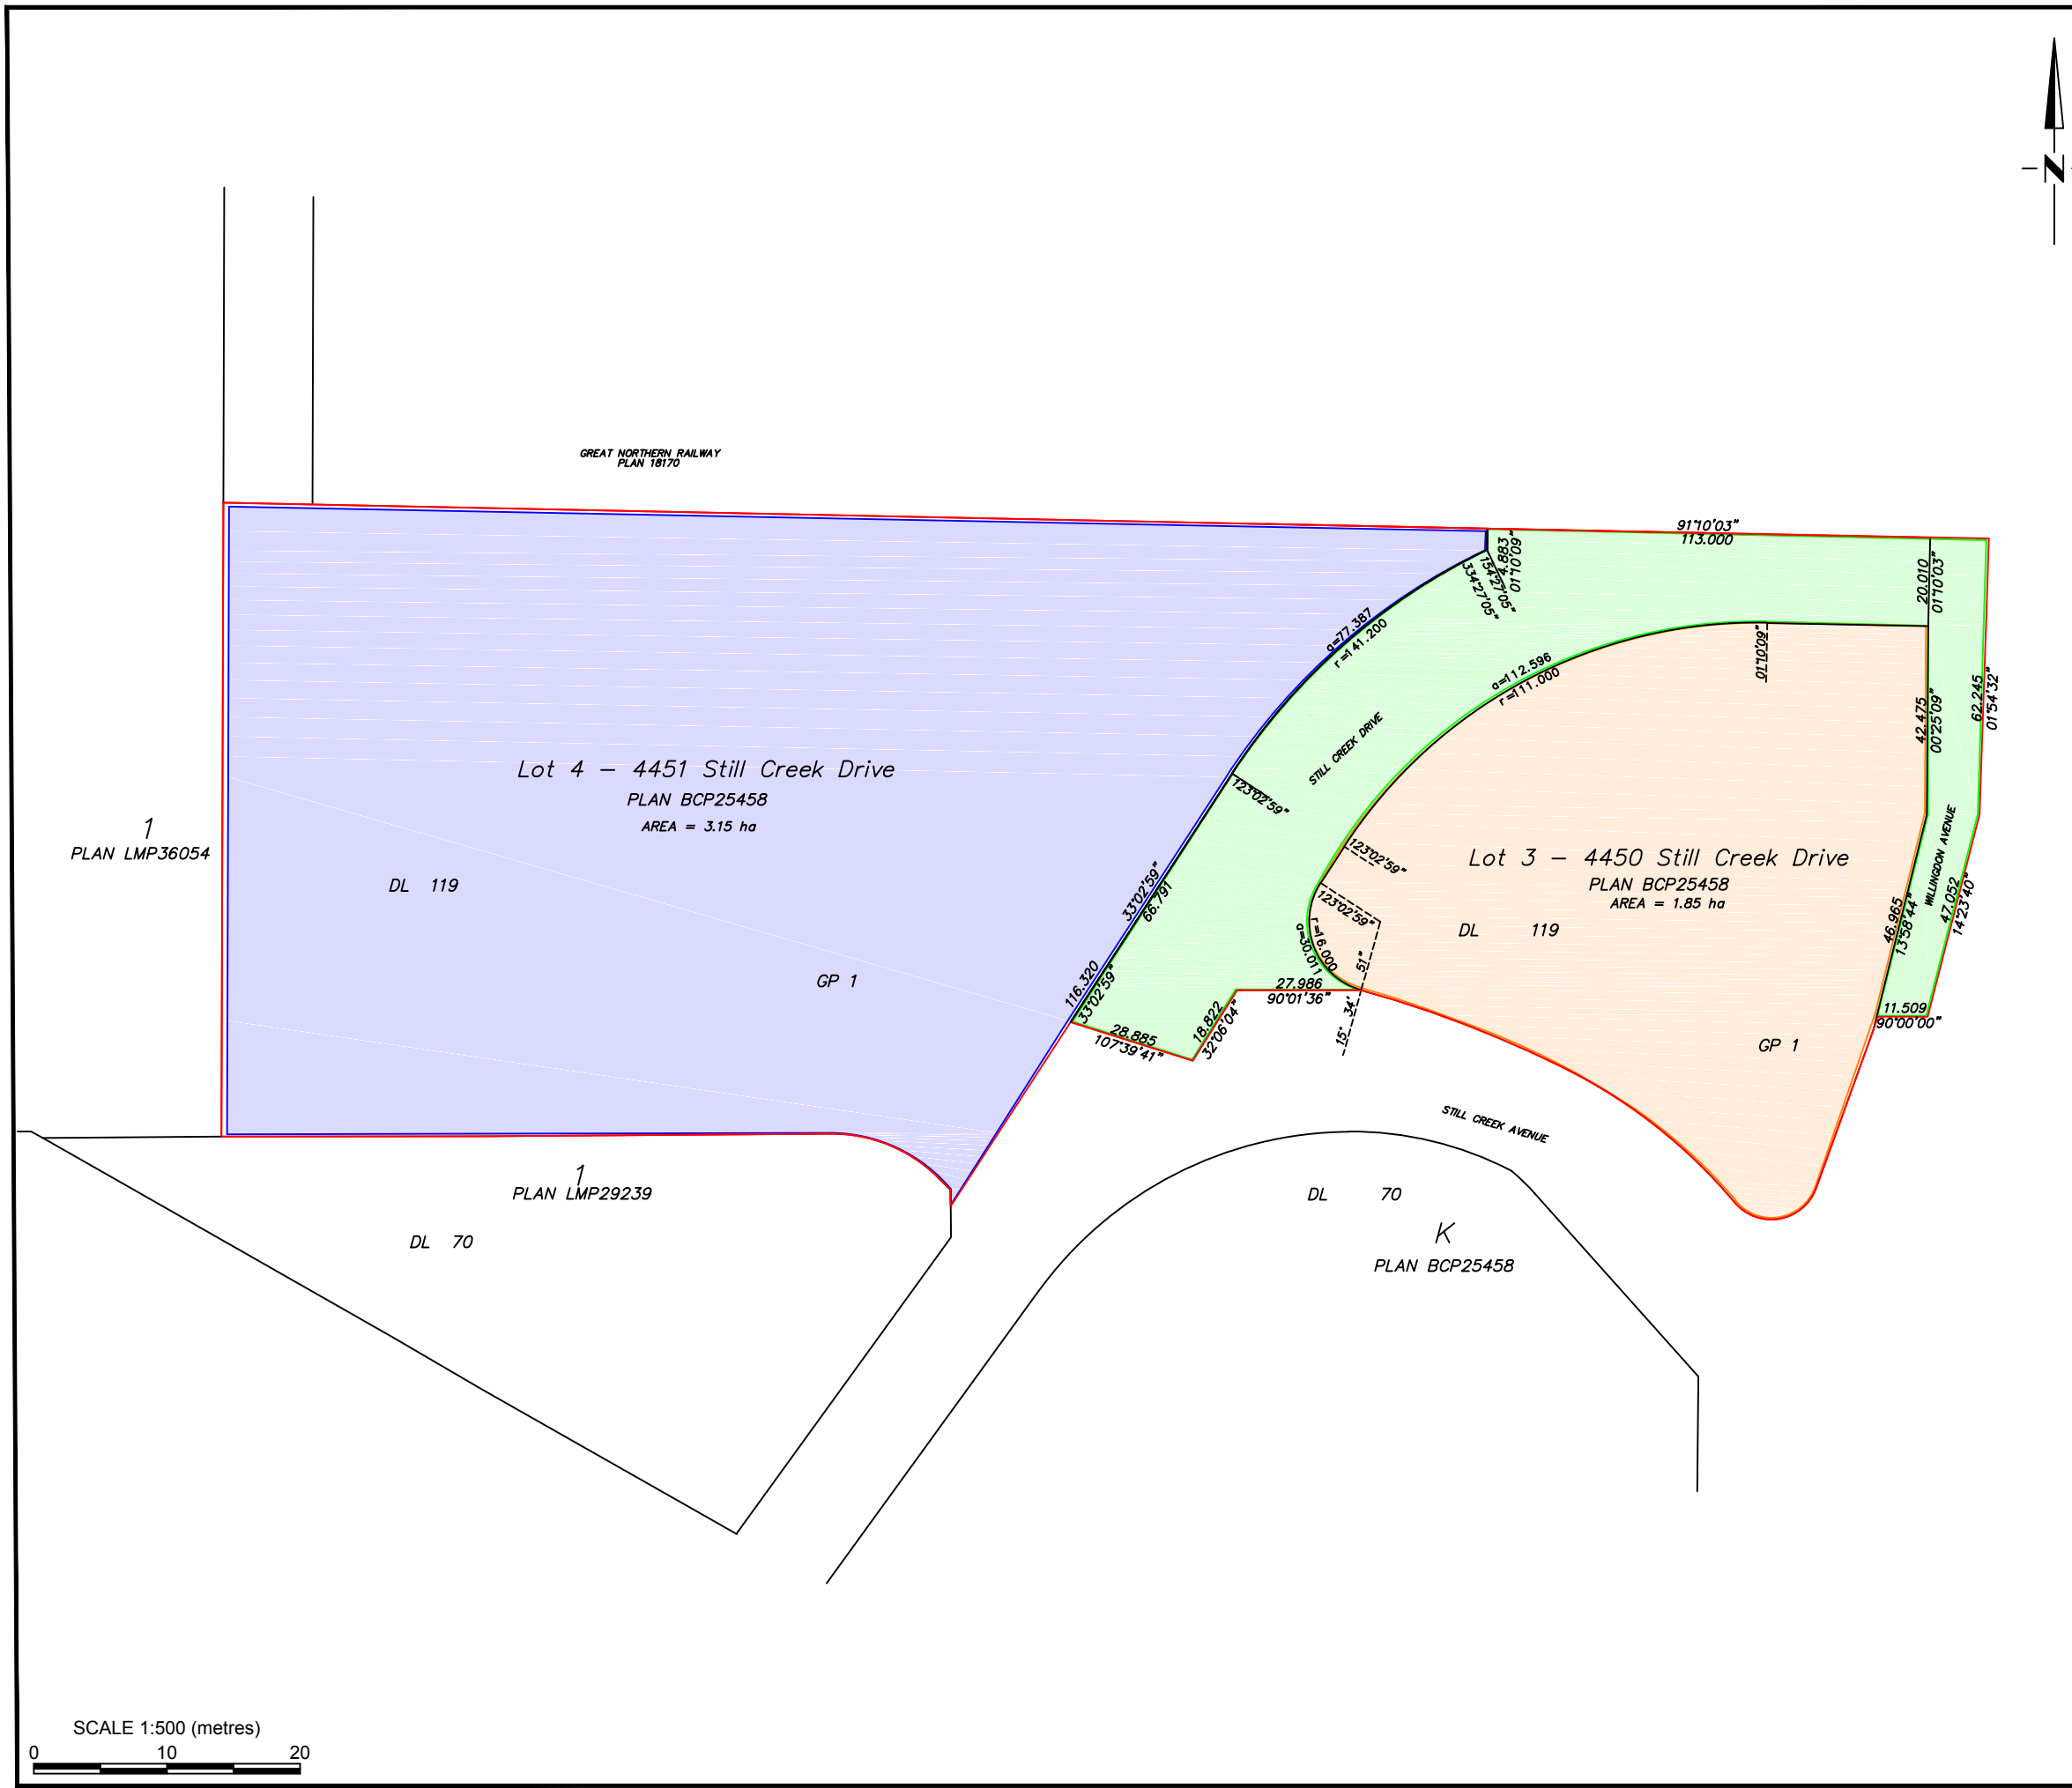 N
GREAT NORTHERN RAILWAY
PLAN 18170
91°10'03"
113.000
4.883
01°10'09"
154°27'05"
334°27'05"
20.010
01°10'03"
a=77.387
r=141.200
a=112.596
r=111.000
01°10'09"
42.475
00°25'09"
62.245
01°54'32"
STILL CREEK DRIVE
Lot 4 – 4451 Still Creek Drive
PLAN BCP25458
AREA = 3.15 ha
123°02'59"
1
PLAN LMP36054
DL 119
GP 1
33°02'59"
66.791
116.320
33°02'59"
123°02'59"
123°02'59"
Lot 3 – 4450 Still Creek Drive
PLAN BCP25458
AREA = 1.85 ha
DL 119
GP 1
WILLINGDON AVENUE
46.965
13°58'44"
47.052
14°23'40"
r=16.000
a=30.011
15° 34' 51"
27.986
90°01'36"
18.822
32°06'04"
28.885
107°39'41"
11.509
90°00'00"
STILL CREEK AVENUE
1
PLAN LMP29239
DL 70
DL 70
K
PLAN BCP25458
SCALE 1:500 (metres)
0 10 20